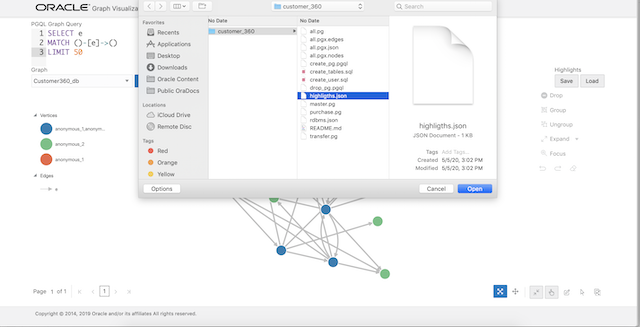 ORACLE Graph Visualiza
PGQL Graph Query
1 SELECT e
2 MATCH ()-[e]->()
3 LIMIT 50
Graph
Customer360_db
Vertices
anonymous_1,anonym...
anonymous_2
anonymous_1
Edges
e
customer_360
Search
Favorites
Recents
Applications
Desktop
Downloads
Oracle Content
Public OraDocs
Locations
iCloud Drive
Remote Disc
Tags
Red
Orange
Yellow
No Date
customer_360
No Date
all.pg
all.pgx.edges
all.pgx.json
all.pgx.nodes
create_pg.pgql
create_tables.sql
create_user.sql
drop_pg.pgql
highligths.json
master.pg
purchase.pg
rdbms.json
README.md
transfer.pg
highligths.json
JSON Document - 1 KB
Tags Add Tags...
Created 5/5/20, 3:02 PM
Modified 5/5/20, 3:02 PM
Options
Cancel
Open
Highlights
Save
Load
Drop
Group
Ungroup
Expand
Focus
Page 1 of 1
1
Copyright © 2014, 2019 Oracle and/or its affiliates All rights reserved.